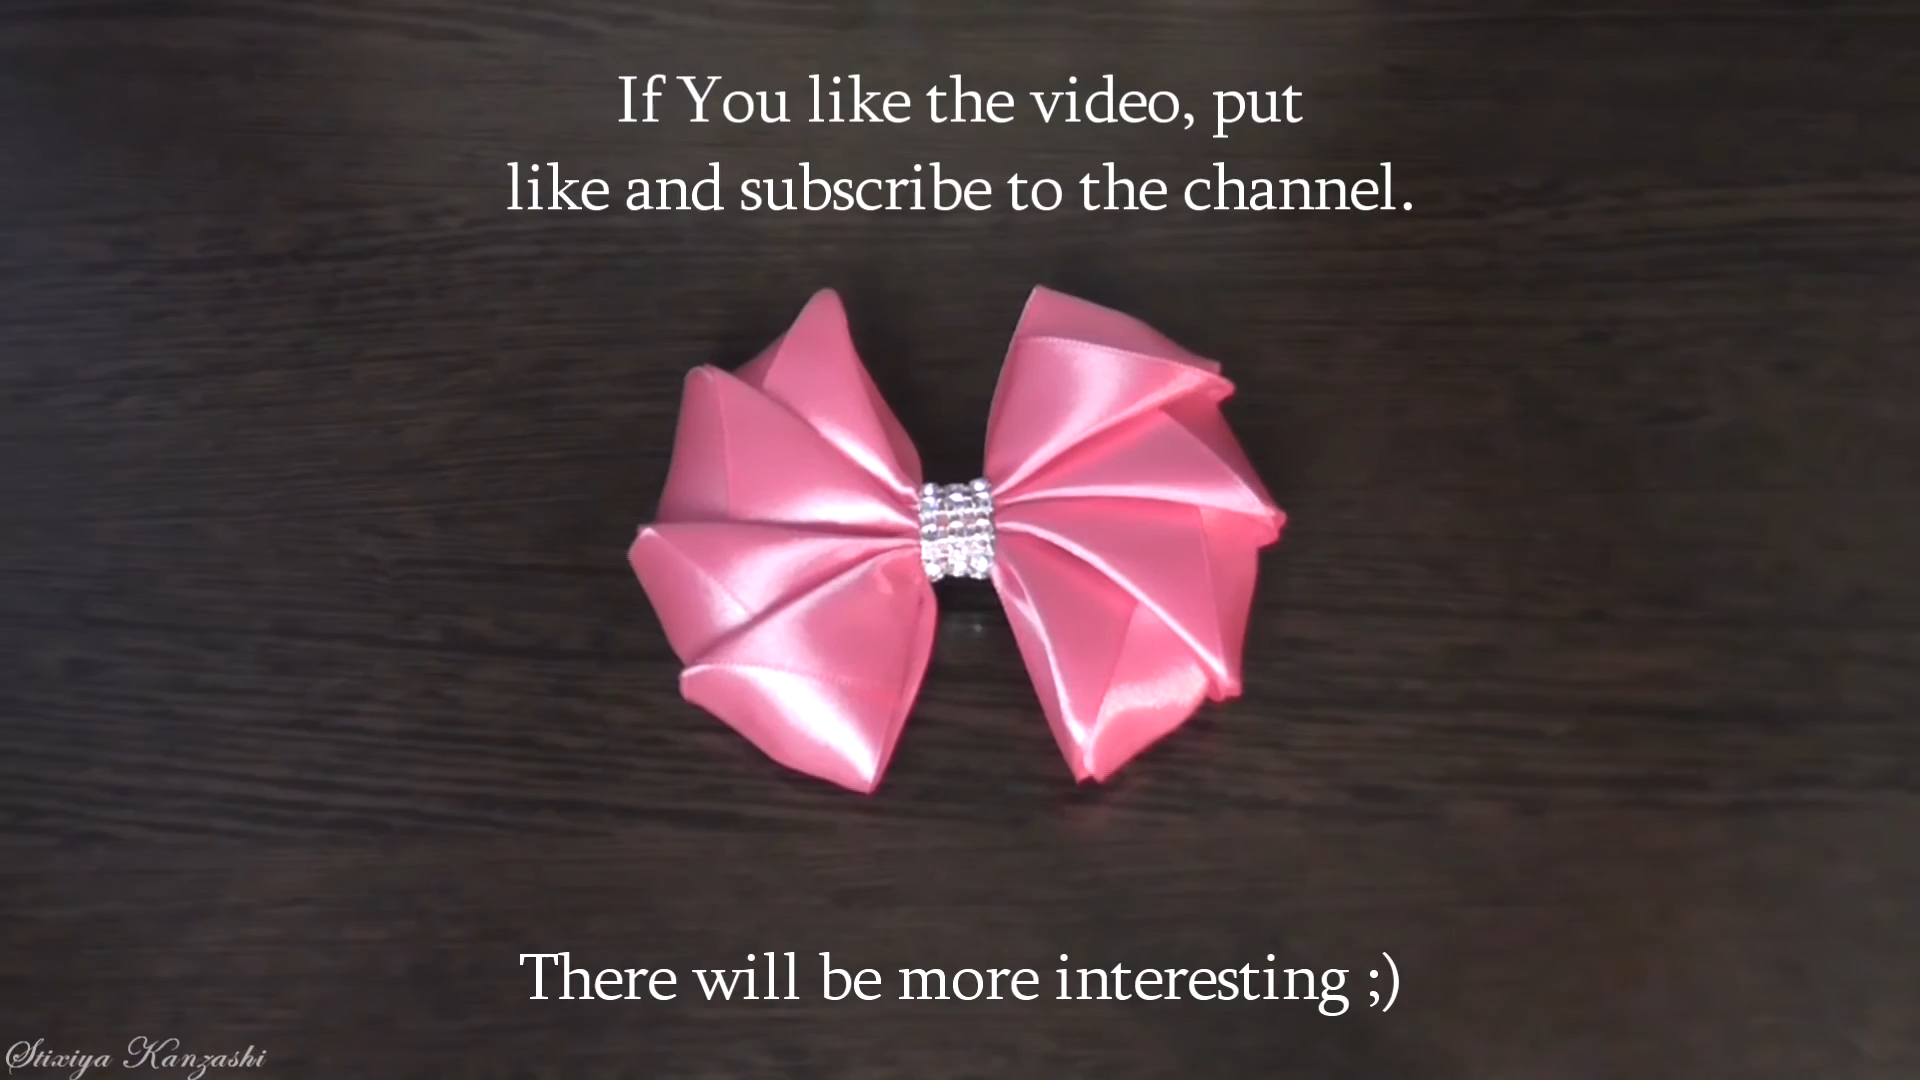 If You like the video, put
like and subscribe to the channel.
There will be more interesting ;)
Stixiya Kanzashi